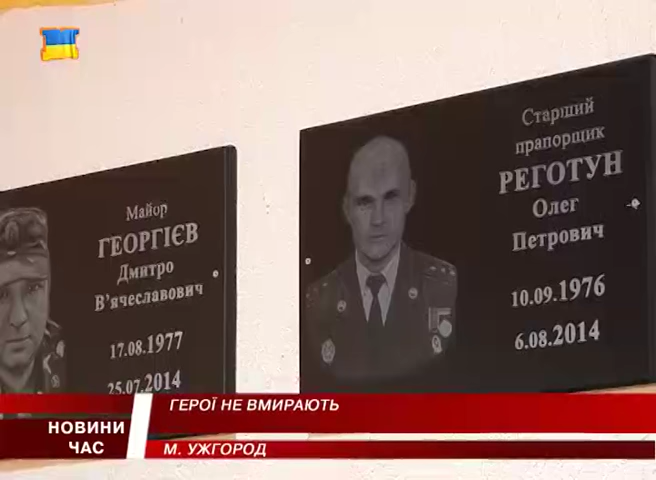 Майор
ГЕОРГІЄВ
Дмитро
В'ячеславович
17.08.1977
25.07.2014
Старший
прапорщик
РЕГОТУН
Олег
Петрович
10.09.1976
6.08.2014
НОВИНИ
ЧАС
ГЕРОЇ НЕ ВМИРАЮТЬ
М. УЖГОРОД